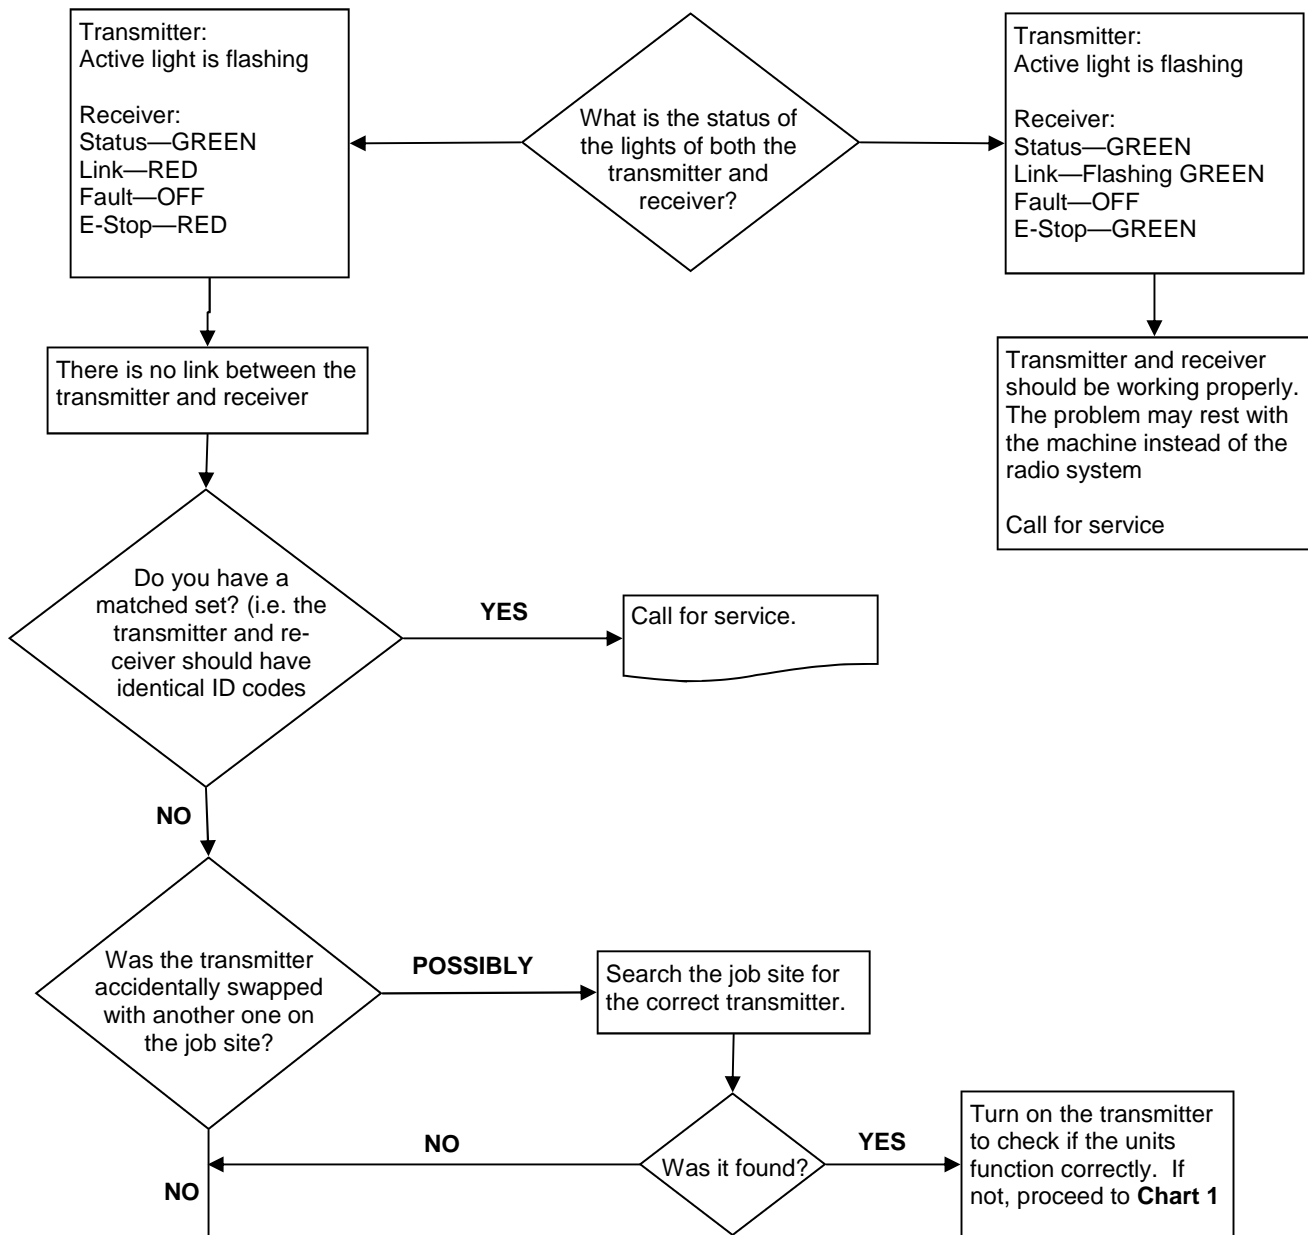 Transmitter:
Active light is flashing
Receiver:
Status—GREEN
Link—RED
Fault—OFF
E-Stop—RED
What is the status of
the lights of both the
transmitter and
receiver?
Transmitter:
Active light is flashing
Receiver:
Status—GREEN
Link—Flashing GREEN
Fault—OFF
E-Stop—GREEN
There is no link between the
transmitter and receiver
Transmitter and receiver
should be working properly.
The problem may rest with
the machine instead of the
radio system
Call for service
Do you have a
matched set? (i.e. the
transmitter and re-
ceiver should have
identical ID codes
YES
Call for service.
NO
Was the transmitter
accidentally swapped
with another one on
the job site?
POSSIBLY
Search the job site for
the correct transmitter.
Was it found?
NO
YES
Turn on the transmitter
to check if the units
function correctly.  If
not, proceed to Chart 1
NO